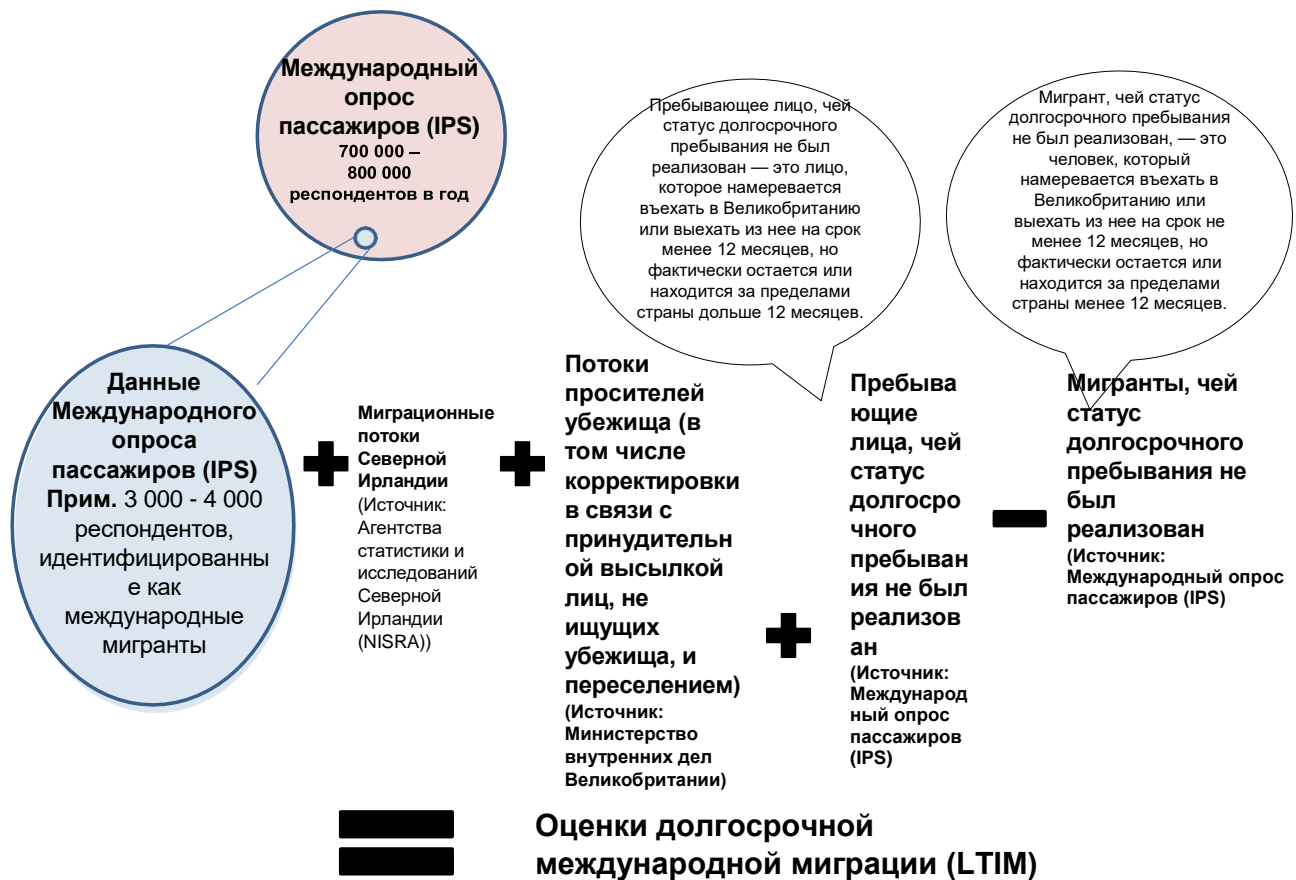 Международный
опрос
пассажиров (IPS)
700 000 –
800 000
респондентов в год
Пребывающее лицо, чей
статус долгосрочного
пребывания не был
реализован — это лицо,
которое намеревается
въехать в Великобританию
или выехать из нее на срок
менее 12 месяцев, но
фактически остается или
находится за пределами
страны дольше 12 месяцев.
Мигрант, чей статус
долгосрочного пребывания
не был реализован, — это
человек, который
намеревается въехать в
Великобританию или
выехать из нее на срок не
менее 12 месяцев, но
фактически остается или
находится за пределами
страны менее 12 месяцев.
Данные
Международного
опроса
пассажиров (IPS)
Прим. 3 000 - 4 000
респондентов,
идентифицированны
е как
международные
мигранты
Миграционные
потоки
Северной
Ирландии
(Источник:
Агентства
статистики и
исследований
Северной
Ирландии
(NISRA))
Потоки
просителей
убежища (в
том числе
корректировки
в связи с
принудительн
ой высылкой
лиц, не
ищущих
убежища, и
переселением)
(Источник:
Министерство
внутренних дел
Великобритании)
Пребыва
ющие
лица, чей
статус
долгосро
чного
пребыван
ия не был
реализов
ан
(Источник:
Международ
ный опрос
пассажиров
(IPS)
Мигранты, чей
статус
долгосрочного
пребывания не
был
реализован
(Источник:
Международный опрос
пассажиров (IPS)
Оценки долгосрочной
международной миграции (LTIM)